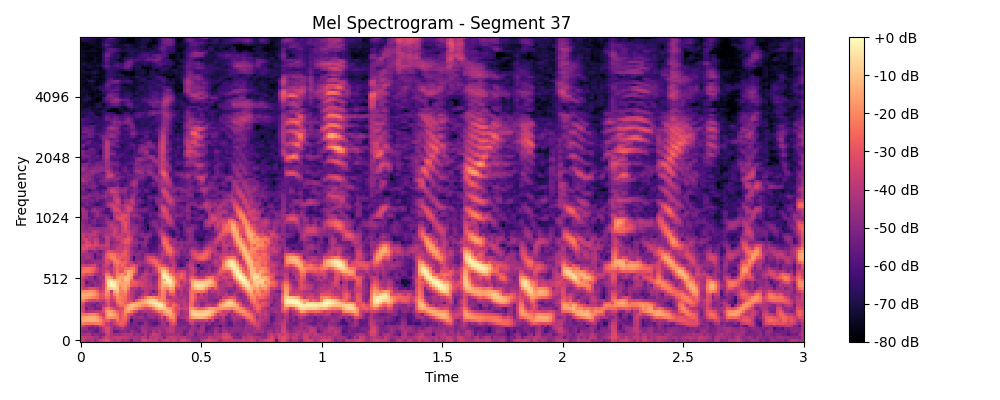 Mel Spectrogram - Segment 37
Frequency
4096
2048
1024
512
0
0
0.5
1
1.5
2
2.5
3
Time
+0 dB
-10 dB
-20 dB
-30 dB
-40 dB
-50 dB
-60 dB
-70 dB
-80 dB